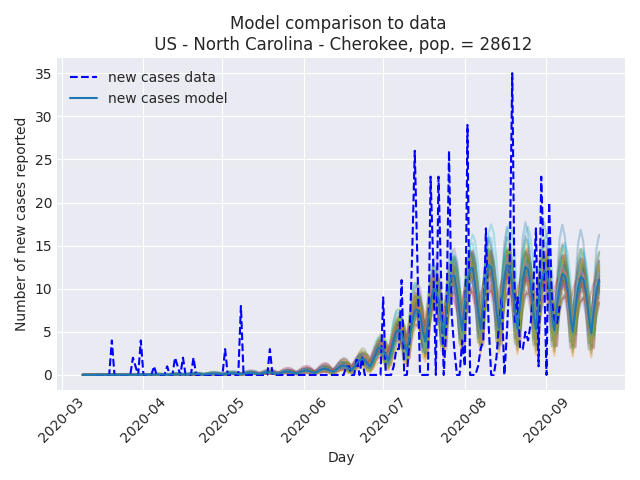 Model comparison to data
US - North Carolina - Cherokee, pop. = 28612
new cases data
new cases model
Number of new cases reported
35
30
25
20
15
10
5
0
2020-03
2020-04
2020-05
2020-06
2020-07
2020-08
2020-09
Day